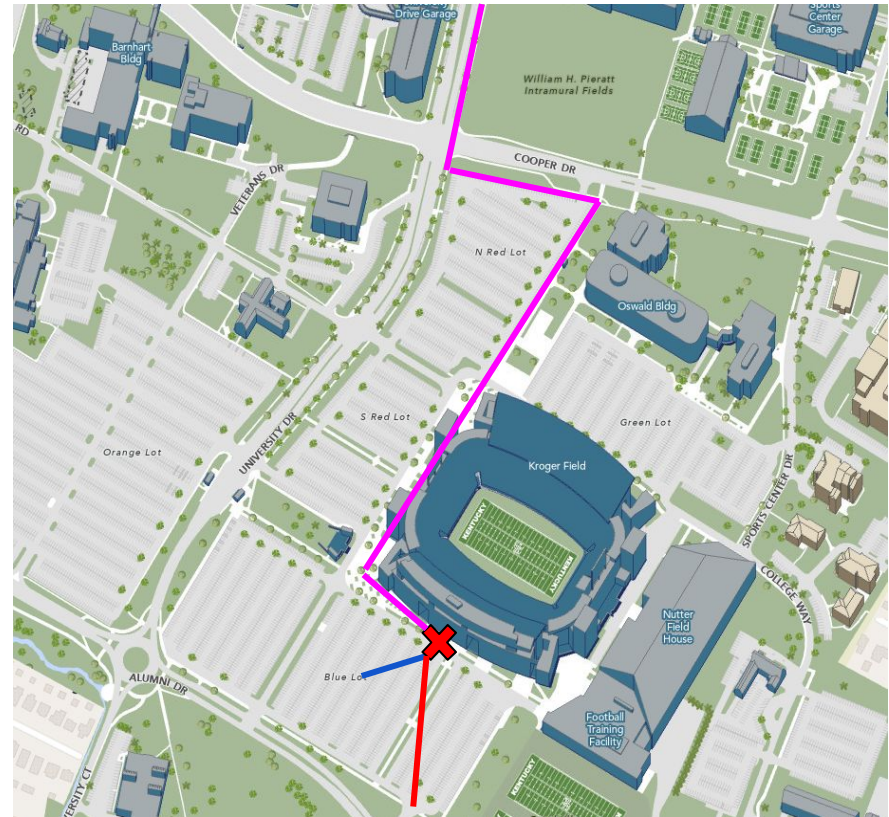 Drive Garage
Sports
Center
Garage
Barnhart
Bldg
William H. Pieratt
Intramural Fields
RD
COOPER DR
VETERANS DR
N Red Lot
Oswald Bldg
S Red Lot
Green Lot
UNIVERSITY DR
Orange Lot
Kroger Field
KENTUCKY
KENTUCKY
SPORTS CENTER DR
COLLEGE WAY
Nutter
Field
House
Blue Lot
ALUMNI DR
Football
Training
Facility
ERSITY CT